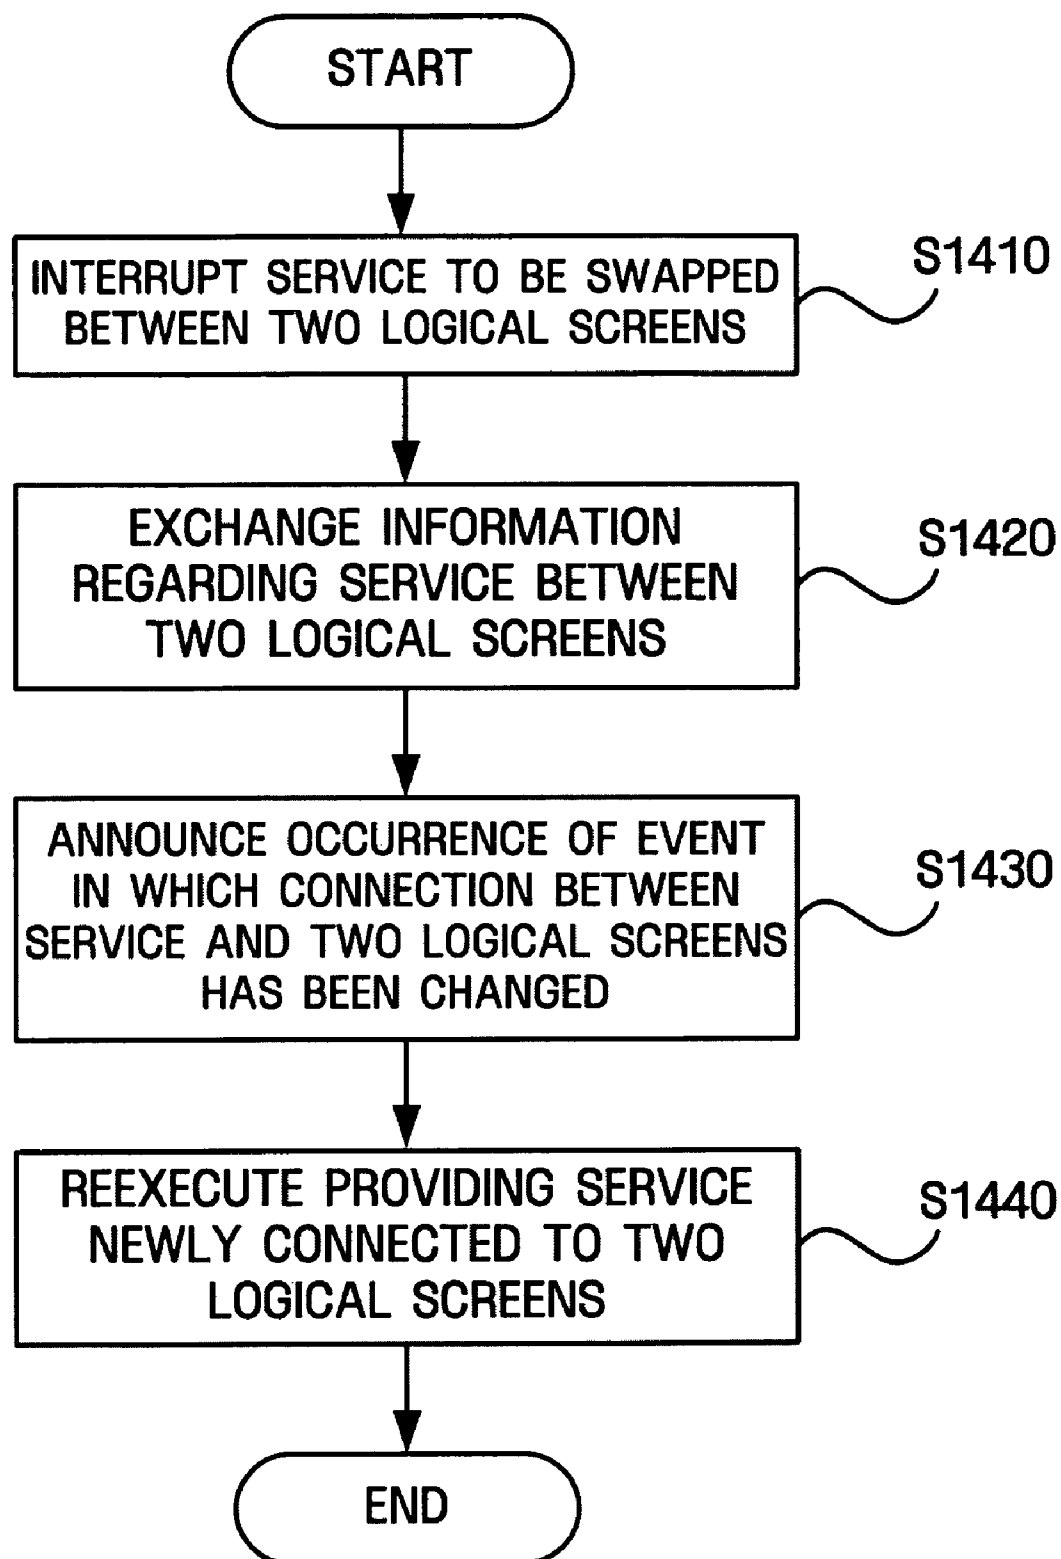 START
INTERRUPT SERVICE TO BE SWAPPED
BETWEEN TWO LOGICAL SCREENS
S1410
EXCHANGE INFORMATION
REGARDING SERVICE BETWEEN
TWO LOGICAL SCREENS
S1420
ANNOUNCE OCCURRENCE OF EVENT
IN WHICH CONNECTION BETWEEN
SERVICE AND TWO LOGICAL SCREENS
HAS BEEN CHANGED
S1430
REEXECUTE PROVIDING SERVICE
NEWLY CONNECTED TO TWO
LOGICAL SCREENS
S1440
END